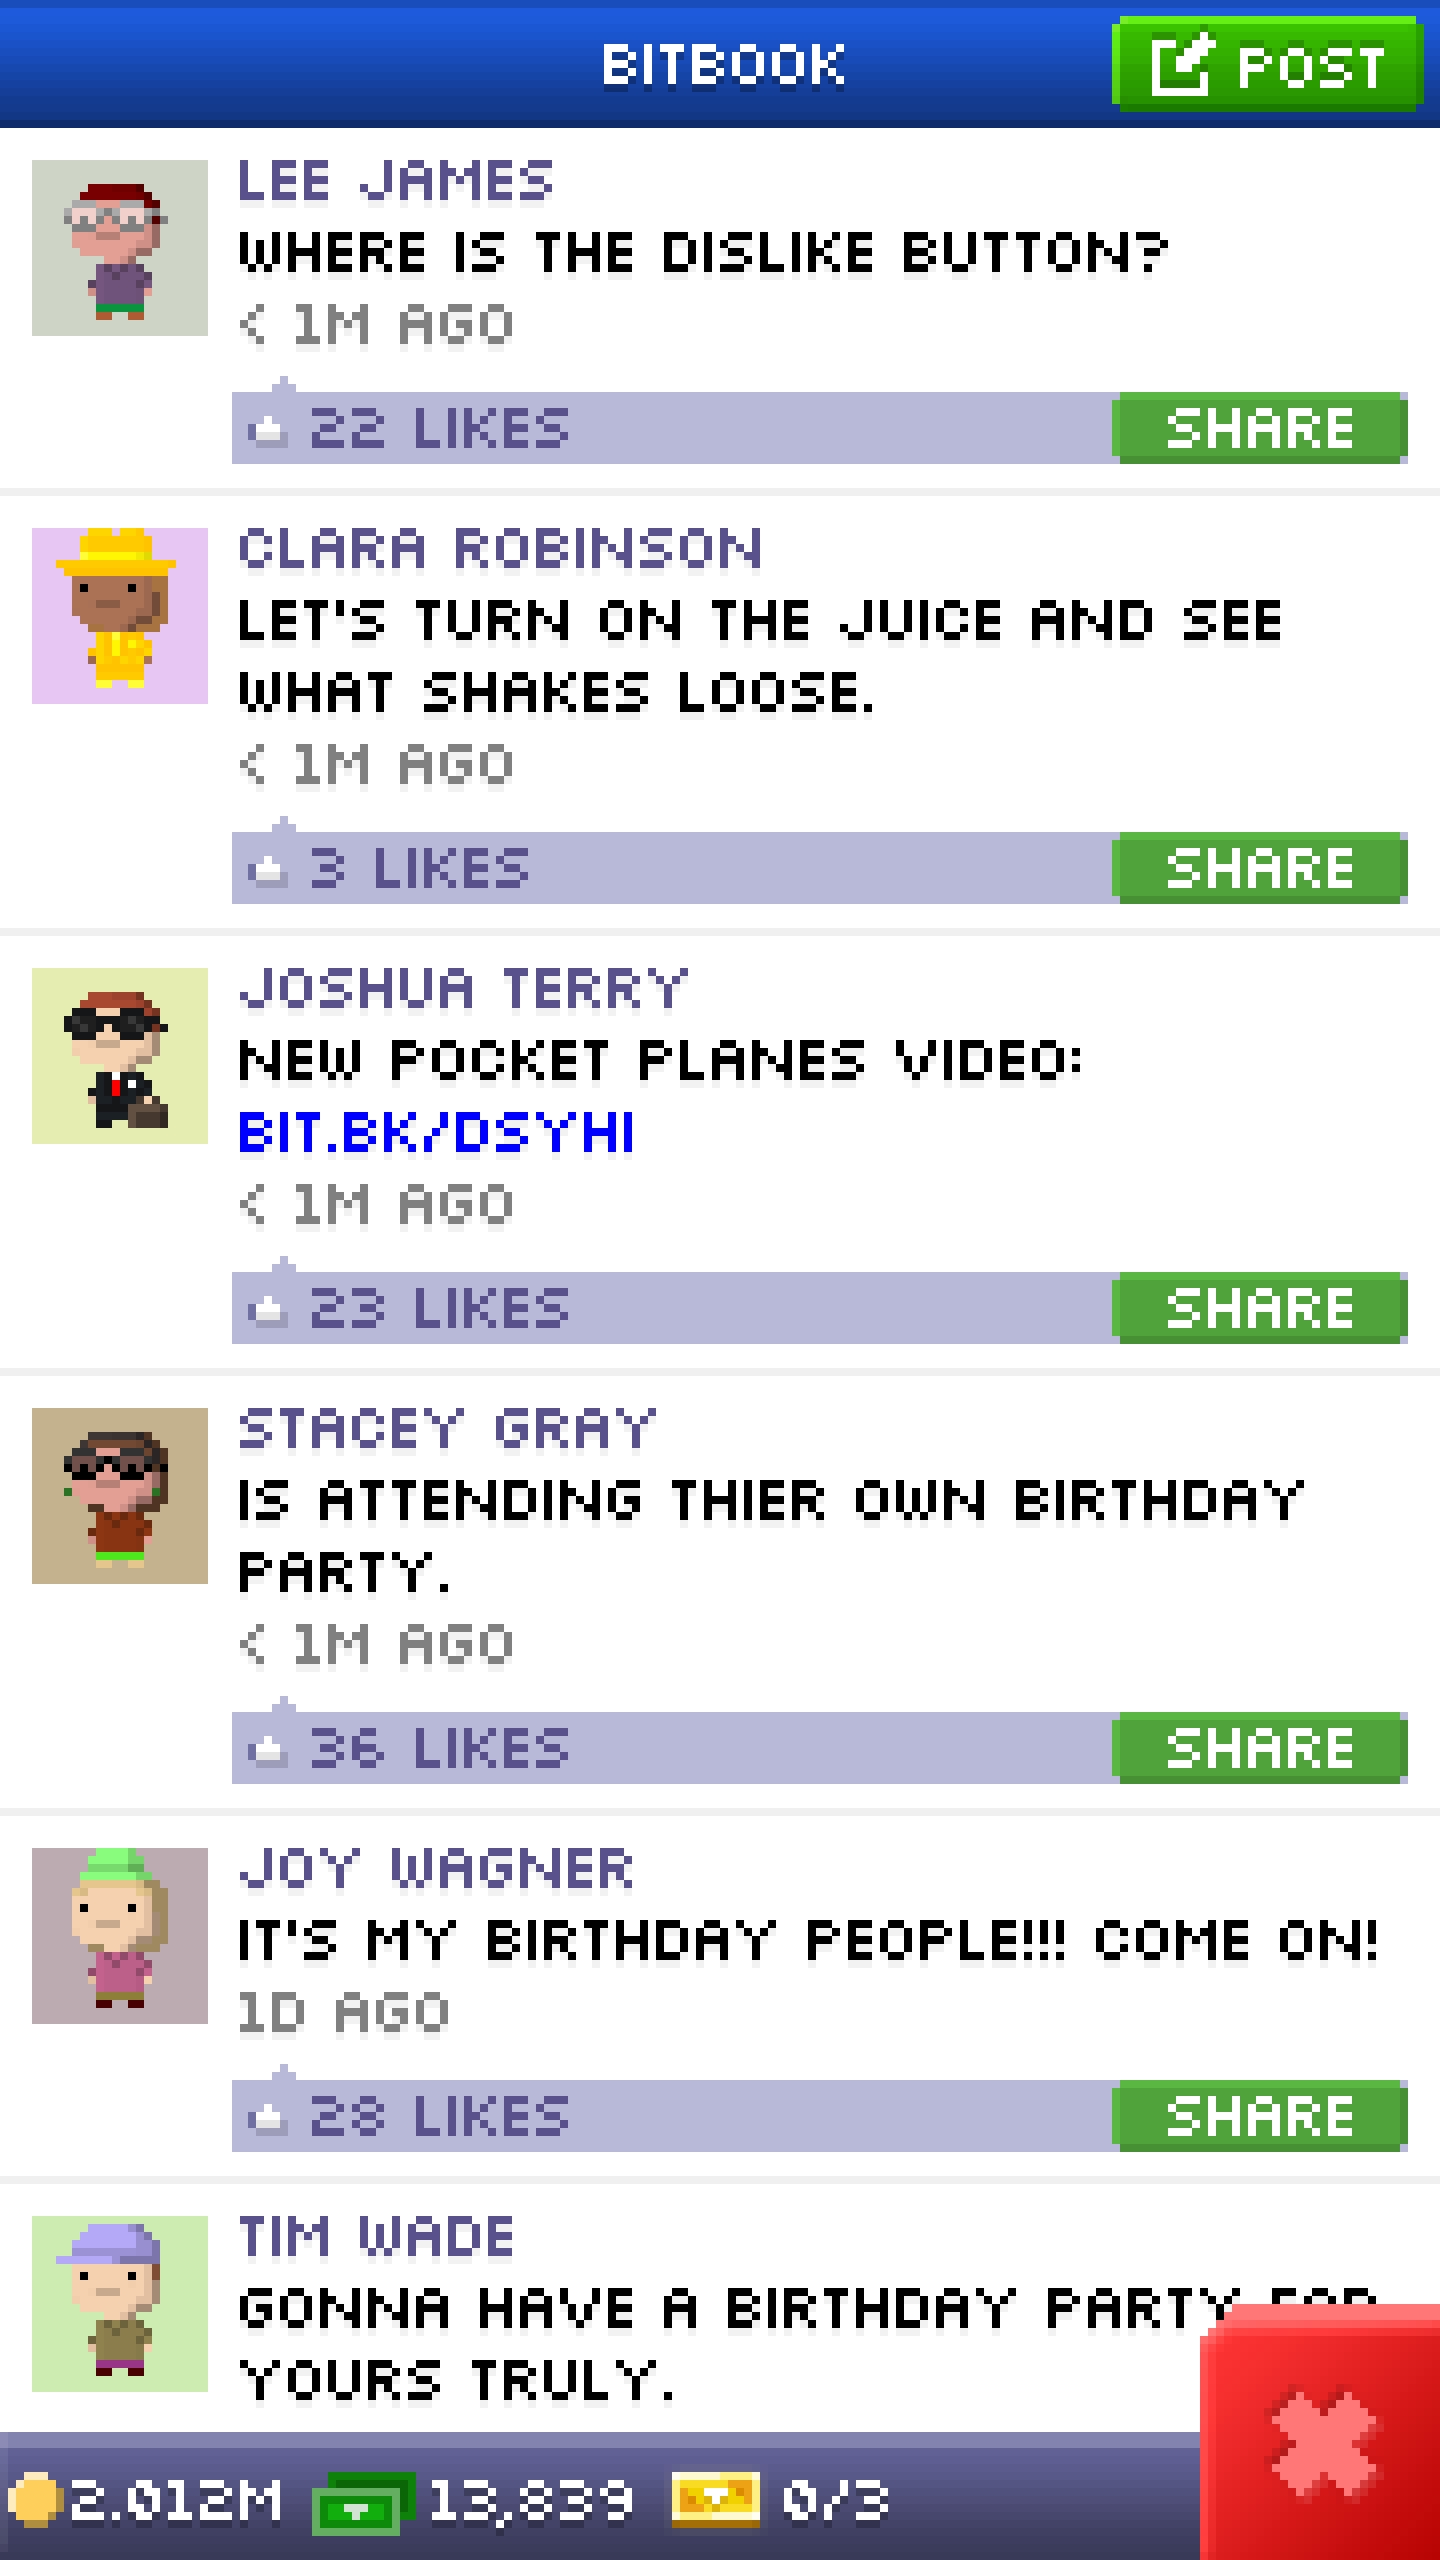 BITBOOK
POST
LEE JAMES
WHERE IS THE DISLIKE BUTTON?
< 1M AGO
22 LIKES
SHARE
CLARA ROBINSON
LET'S TURN ON THE JUICE AND SEE
WHAT SHAKES LOOSE.
< 1M AGO
3 LIKES
SHARE
JOSHUA TERRY
NEW POCKET PLANES VIDEO:
BIT.BK/DSYHI
< 1M AGO
23 LIKES
SHARE
STACEY GRAY
IS ATTENDING THIER OWN BIRTHDAY
PARTY.
< 1M AGO
36 LIKES
SHARE
JOY WAGNER
IT'S MY BIRTHDAY PEOPLE!!! COME ON!
1D AGO
28 LIKES
SHARE
TIM WADE
GONNA HAVE A BIRTHDAY PARTY
YOURS TRULY.
2.012M 13,839 0/3